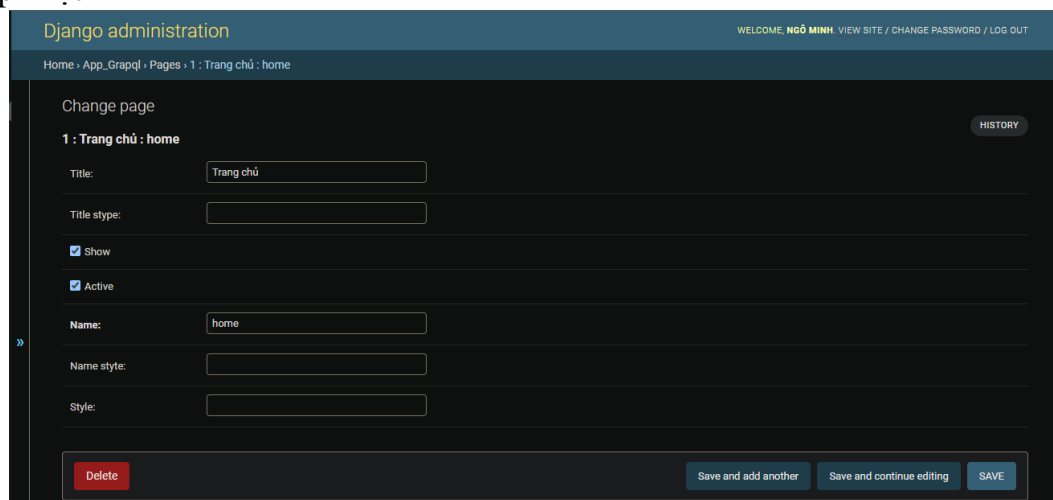 Django administration
WELCOME, NGÔ MINH. VIEW SITE / CHANGE PASSWORD / LOG OUT
Home › App_Grapql › Pages › 1 : Trang chủ : home
Change page
HISTORY
1 : Trang chủ : home
Title: Trang chủ
Title stype:
Show
Active
Name: home
Name styte:
Style:
»
Delete Save and add another Save and continue editing SAVE